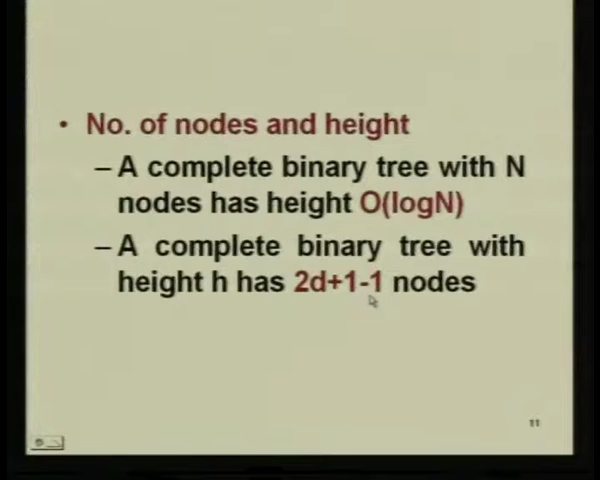 • No. of nodes and height
– A complete binary tree with N
nodes has height O(logN)
– A complete binary tree with
height h has 2d+1-1 nodes
11